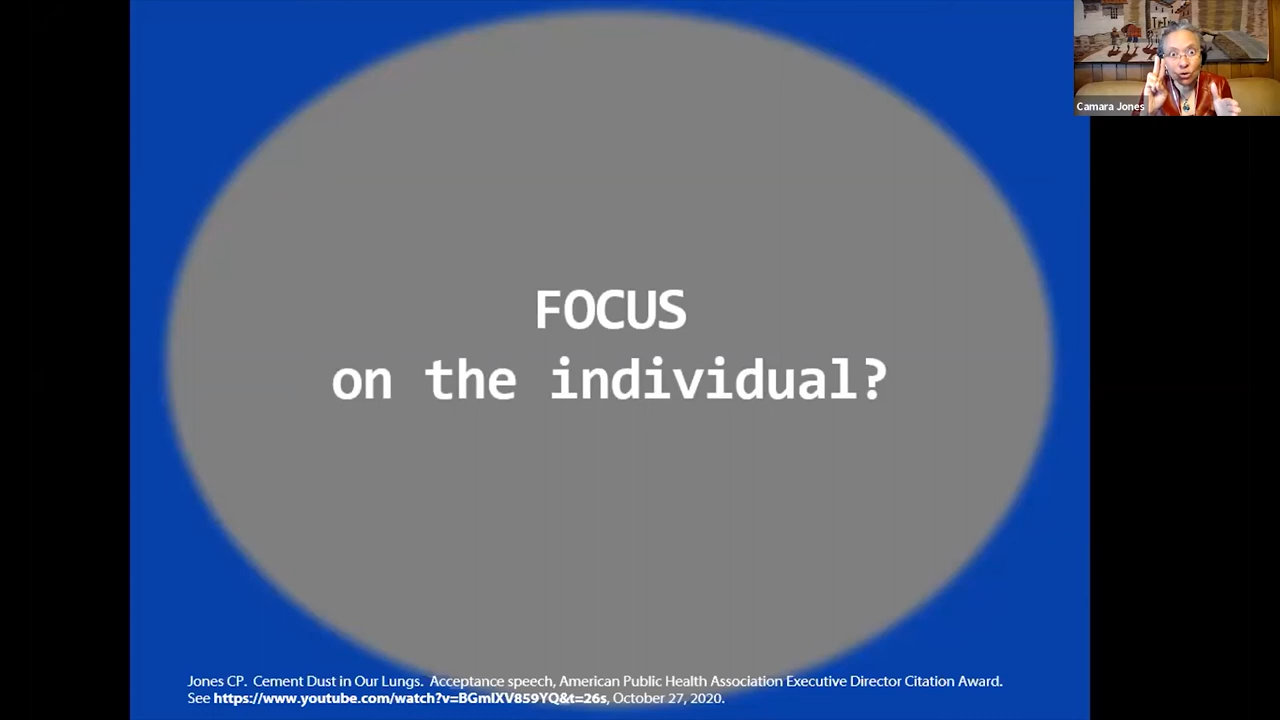 Camara Jones
FOCUS
on the individual?
Jones CP. Cement Dust in Our Lungs. Acceptance speech, American Public Health Association Executive Director Citation Award.
See https://www.youtube.com/watch?v=BGmlXV859YQ&t=26s, October 27, 2020.